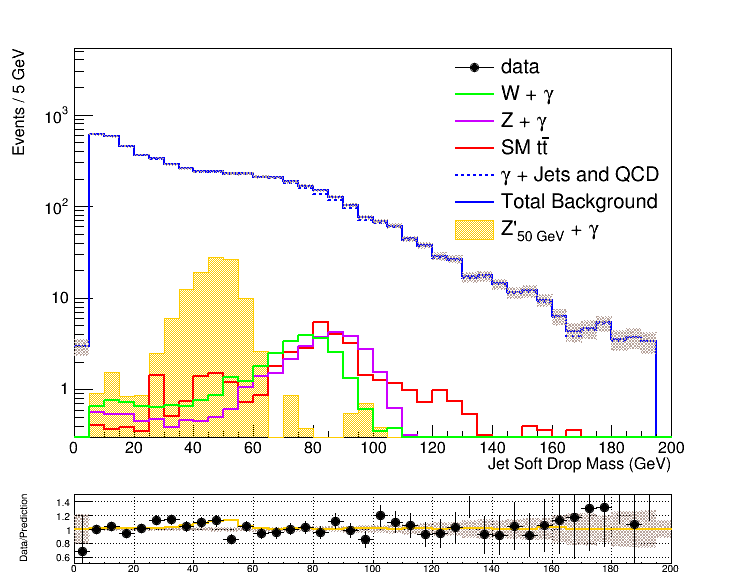 Events / 5 GeV
10³
10²
10
1
data
W + γ
Z + γ
SM tt̄
γ + Jets and QCD
Total Background
Z'50 GeV + γ
0 20 40 60 80 100 120 140 160 180 200
Jet Soft Drop Mass (GeV)
Data/Prediction
1.4
1.2
1
0.8
0.6
0 20 40 60 80 100 120 140 160 180 200